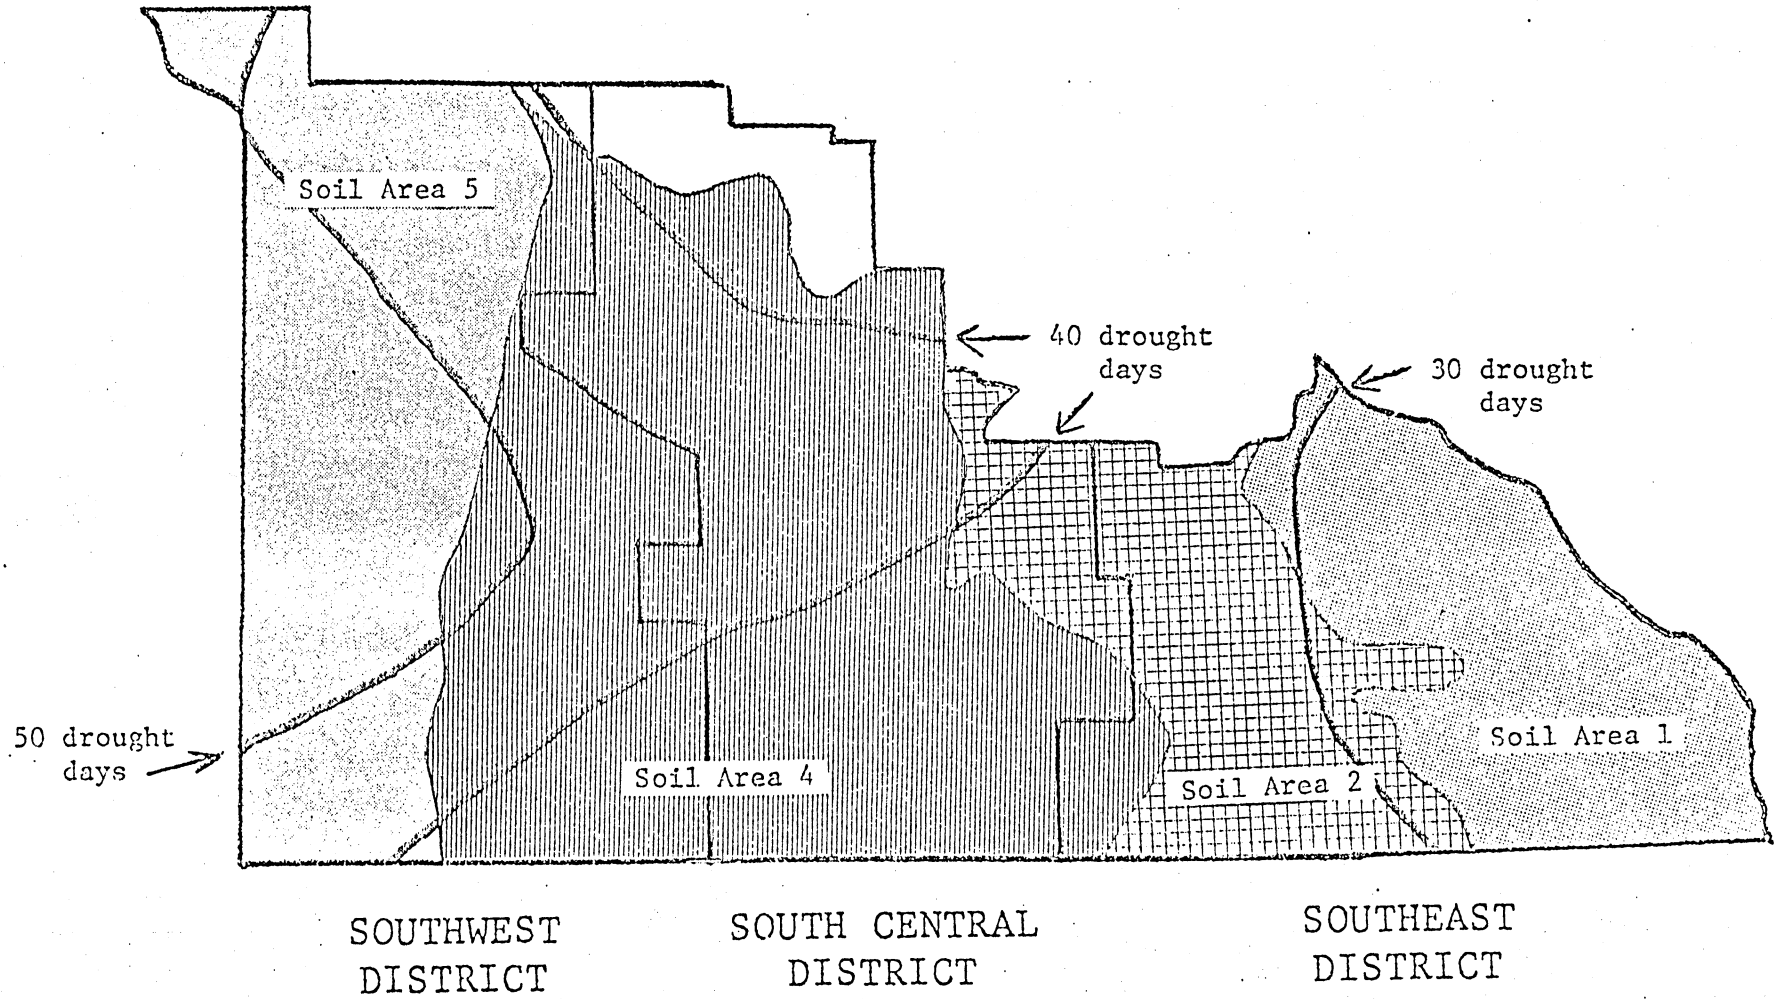 Soil Area 5
40 drought
days
30 drought
days
50 drought
days
Soil Area 4
Soil Area 2
Soil Area 1
SOUTHWEST
DISTRICT
SOUTH CENTRAL
DISTRICT
SOUTHEAST
DISTRICT